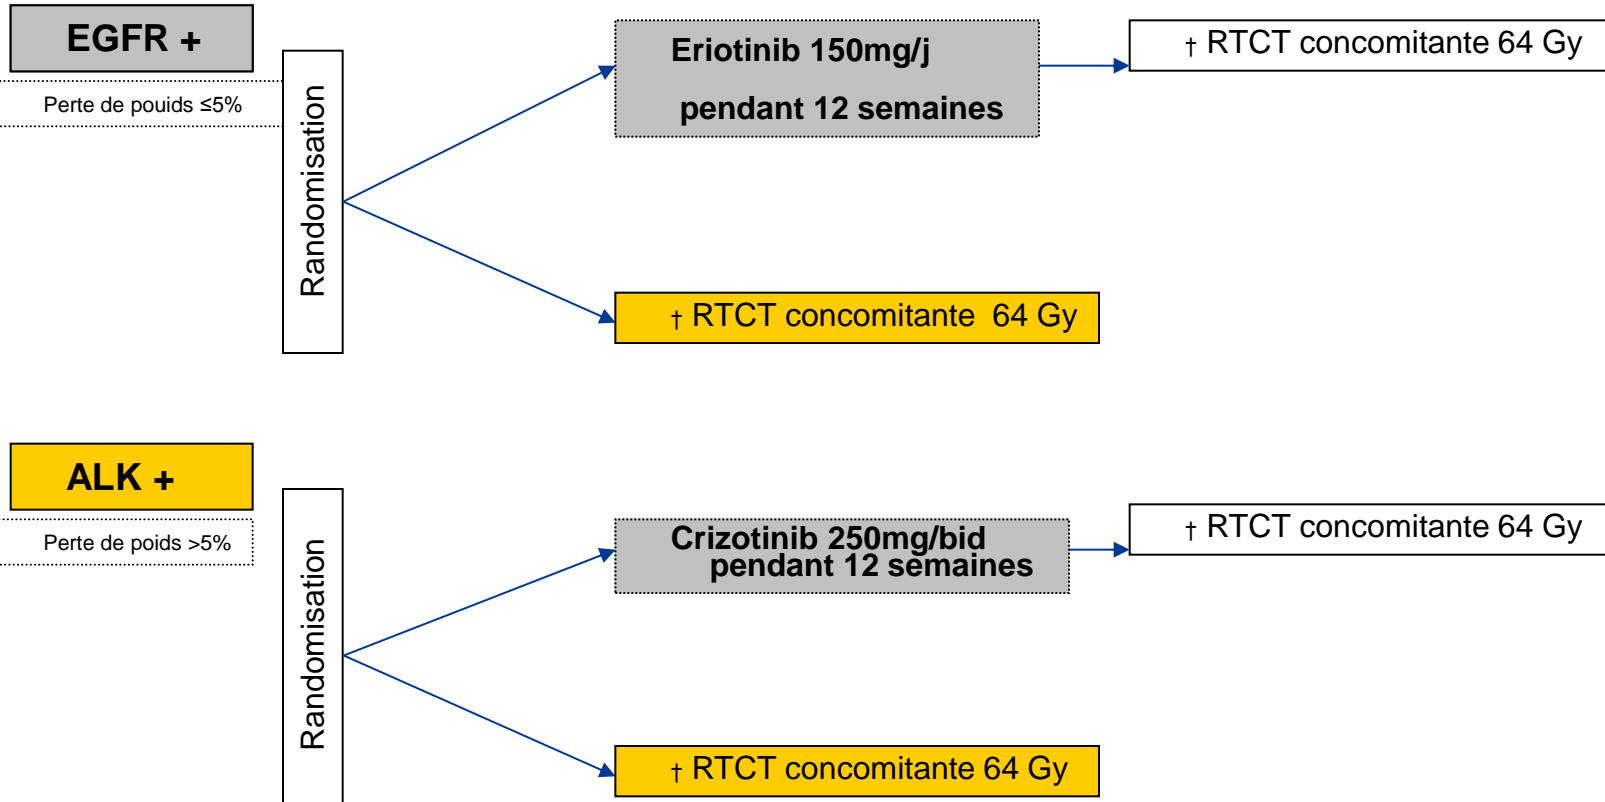 EGFR +
Perte de pouids ≤5%
Randomisation
Eriotinib 150mg/j
pendant 12 semaines
† RTCT concomitante 64 Gy
† RTCT concomitante 64 Gy
ALK +
Perte de poids >5%
Randomisation
Crizotinib 250mg/bid
pendant 12 semaines
† RTCT concomitante 64 Gy
† RTCT concomitante 64 Gy